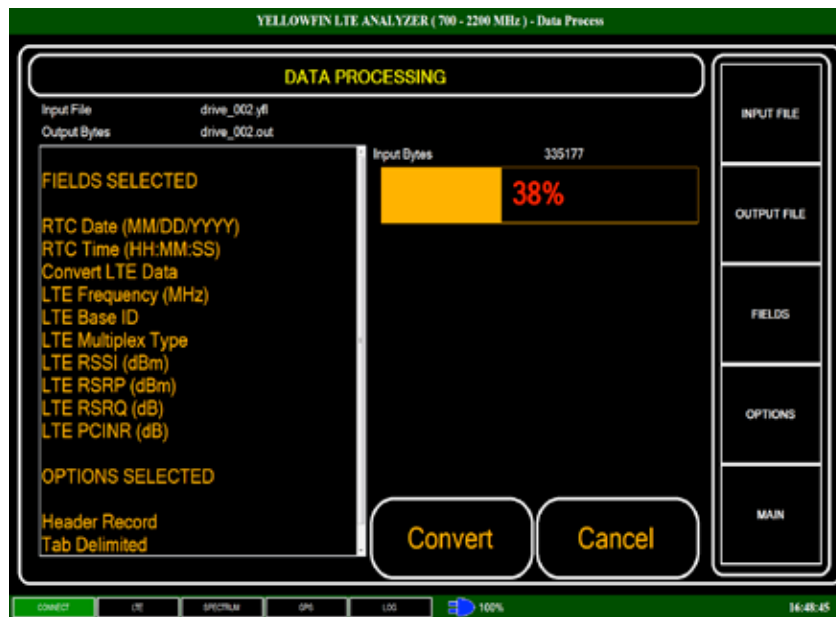 YELLOWFIN LTE ANALYZER ( 700 - 2200 MHz ) - Data Process
DATA PROCESSING
Input File drive_002.yfl
Output Bytes drive_002.out
Input Bytes 335177
38%
FIELDS SELECTED
RTC Date (MM/DD/YYYY)
RTC Time (HH:MM:SS)
Convert LTE Data
LTE Frequency (MHz)
LTE Base ID
LTE Multiplex Type
LTE RSSI (dBm)
LTE RSRP (dBm)
LTE RSRQ (dB)
LTE PCINR (dB)
OPTIONS SELECTED
Header Record
Tab Delimited
Convert
Cancel
INPUT FILE
OUTPUT FILE
FIELDS
OPTIONS
MAIN
CONNECT LTE SPECTRUM GPS LOG 100% 16:48:45